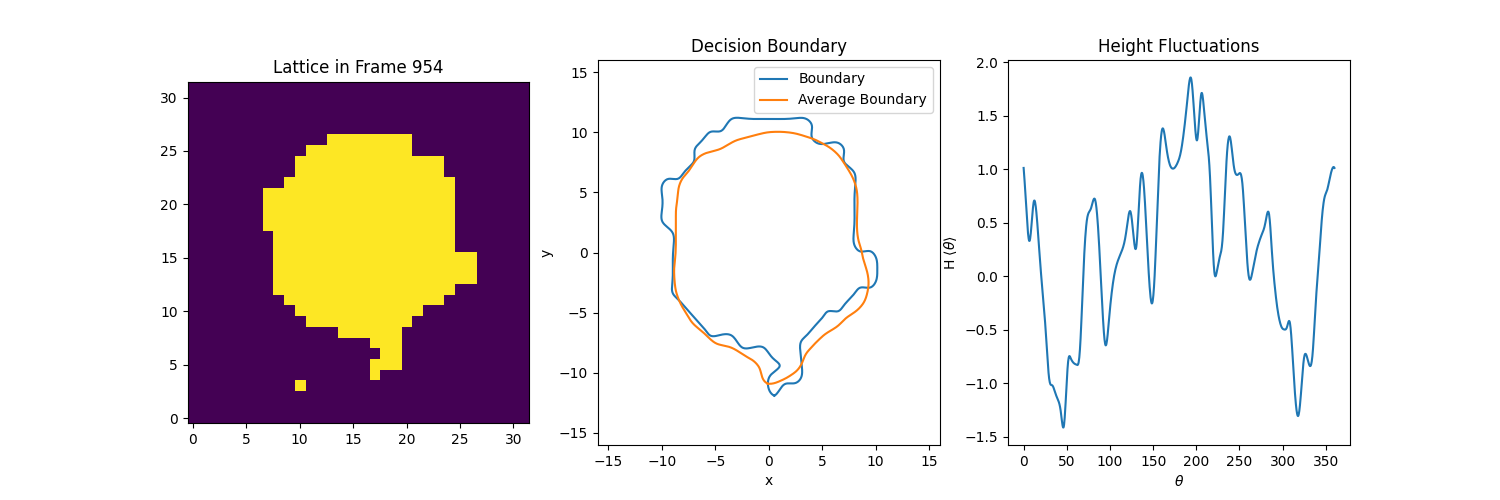 Lattice in Frame 954
30
25
20
15
10
5
0
0 5 10 15 20 25 30
Decision Boundary
Boundary
Average Boundary
15
10
5
0
−5
−10
−15
y
−15 −10 −5 0 5 10 15
x
Height Fluctuations
2.0
1.5
1.0
0.5
0.0
−0.5
−1.0
−1.5
H (θ)
0 50 100 150 200 250 300 350
θ